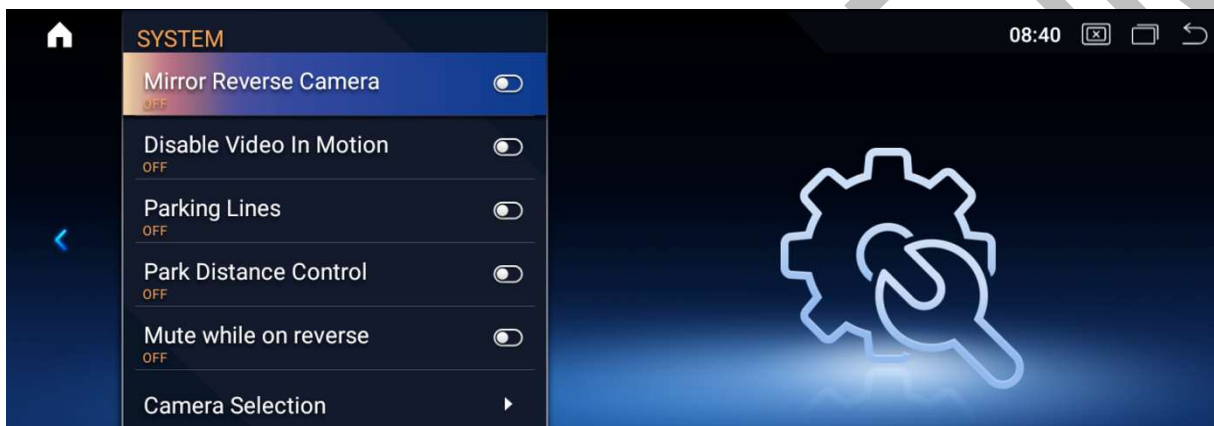 SYSTEM
08:40
Mirror Reverse Camera
OFF
Disable Video In Motion
OFF
Parking Lines
OFF
Park Distance Control
OFF
Mute while on reverse
OFF
Camera Selection